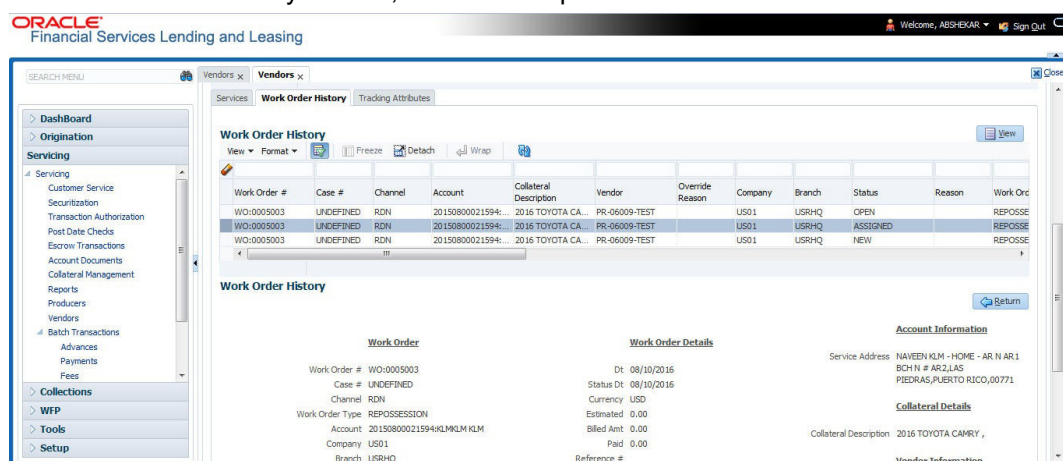 ORACLE
Financial Services Lending and Leasing
Welcome, ABSHEKAR
Sign Out
SEARCH MENU
Vendors x Vendors x
Close
Services Work Order History Tracking Attributes
DashBoard
Origination
Servicing
Servicing
Customer Service
Securitization
Transaction Authorization
Post Date Checks
Escrow Transactions
Account Documents
Collateral Management
Reports
Producers
Vendors
Batch Transactions
Advances
Payments
Fees
Collections
WFP
Tools
Setup
Work Order History
View
View Format Freeze Detach Wrap
Work Order # Case # Channel Account Collateral Description Vendor Override Reason Company Branch Status Reason Work Ord
WO:0005003 UNDEFINED RDN 20150800021594:... 2016 TOYOTA CA... PR-06009-TEST US01 USRHQ OPEN REPOSSE
WO:0005003 UNDEFINED RDN 20150800021594:... 2016 TOYOTA CA... PR-06009-TEST US01 USRHQ ASSIGNED REPOSSE
WO:0005003 UNDEFINED RDN 20150800021594:... 2016 TOYOTA CA... PR-06009-TEST US01 USRHQ NEW REPOSSE
Work Order History
Return
Work Order
Work Order # WO:0005003
Case # UNDEFINED
Channel RDN
Work Order Type REPOSSESSION
Account 20150800021594:KLMKLM KLM
Company US01
Branch USRHQ
Work Order Details
Dt 08/10/2016
Status Dt 08/10/2016
Currency USD
Estimated 0.00
Billed Amt 0.00
Paid 0.00
Reference #
Account Information
Service Address NAVEEN KLM - HOME - AR N AR1
BCH N # AR2,LAS
PIEDRAS,PUERTO RICO,00771
Collateral Details
Collateral Description 2016 TOYOTA CAMRY ,
Vendor Information